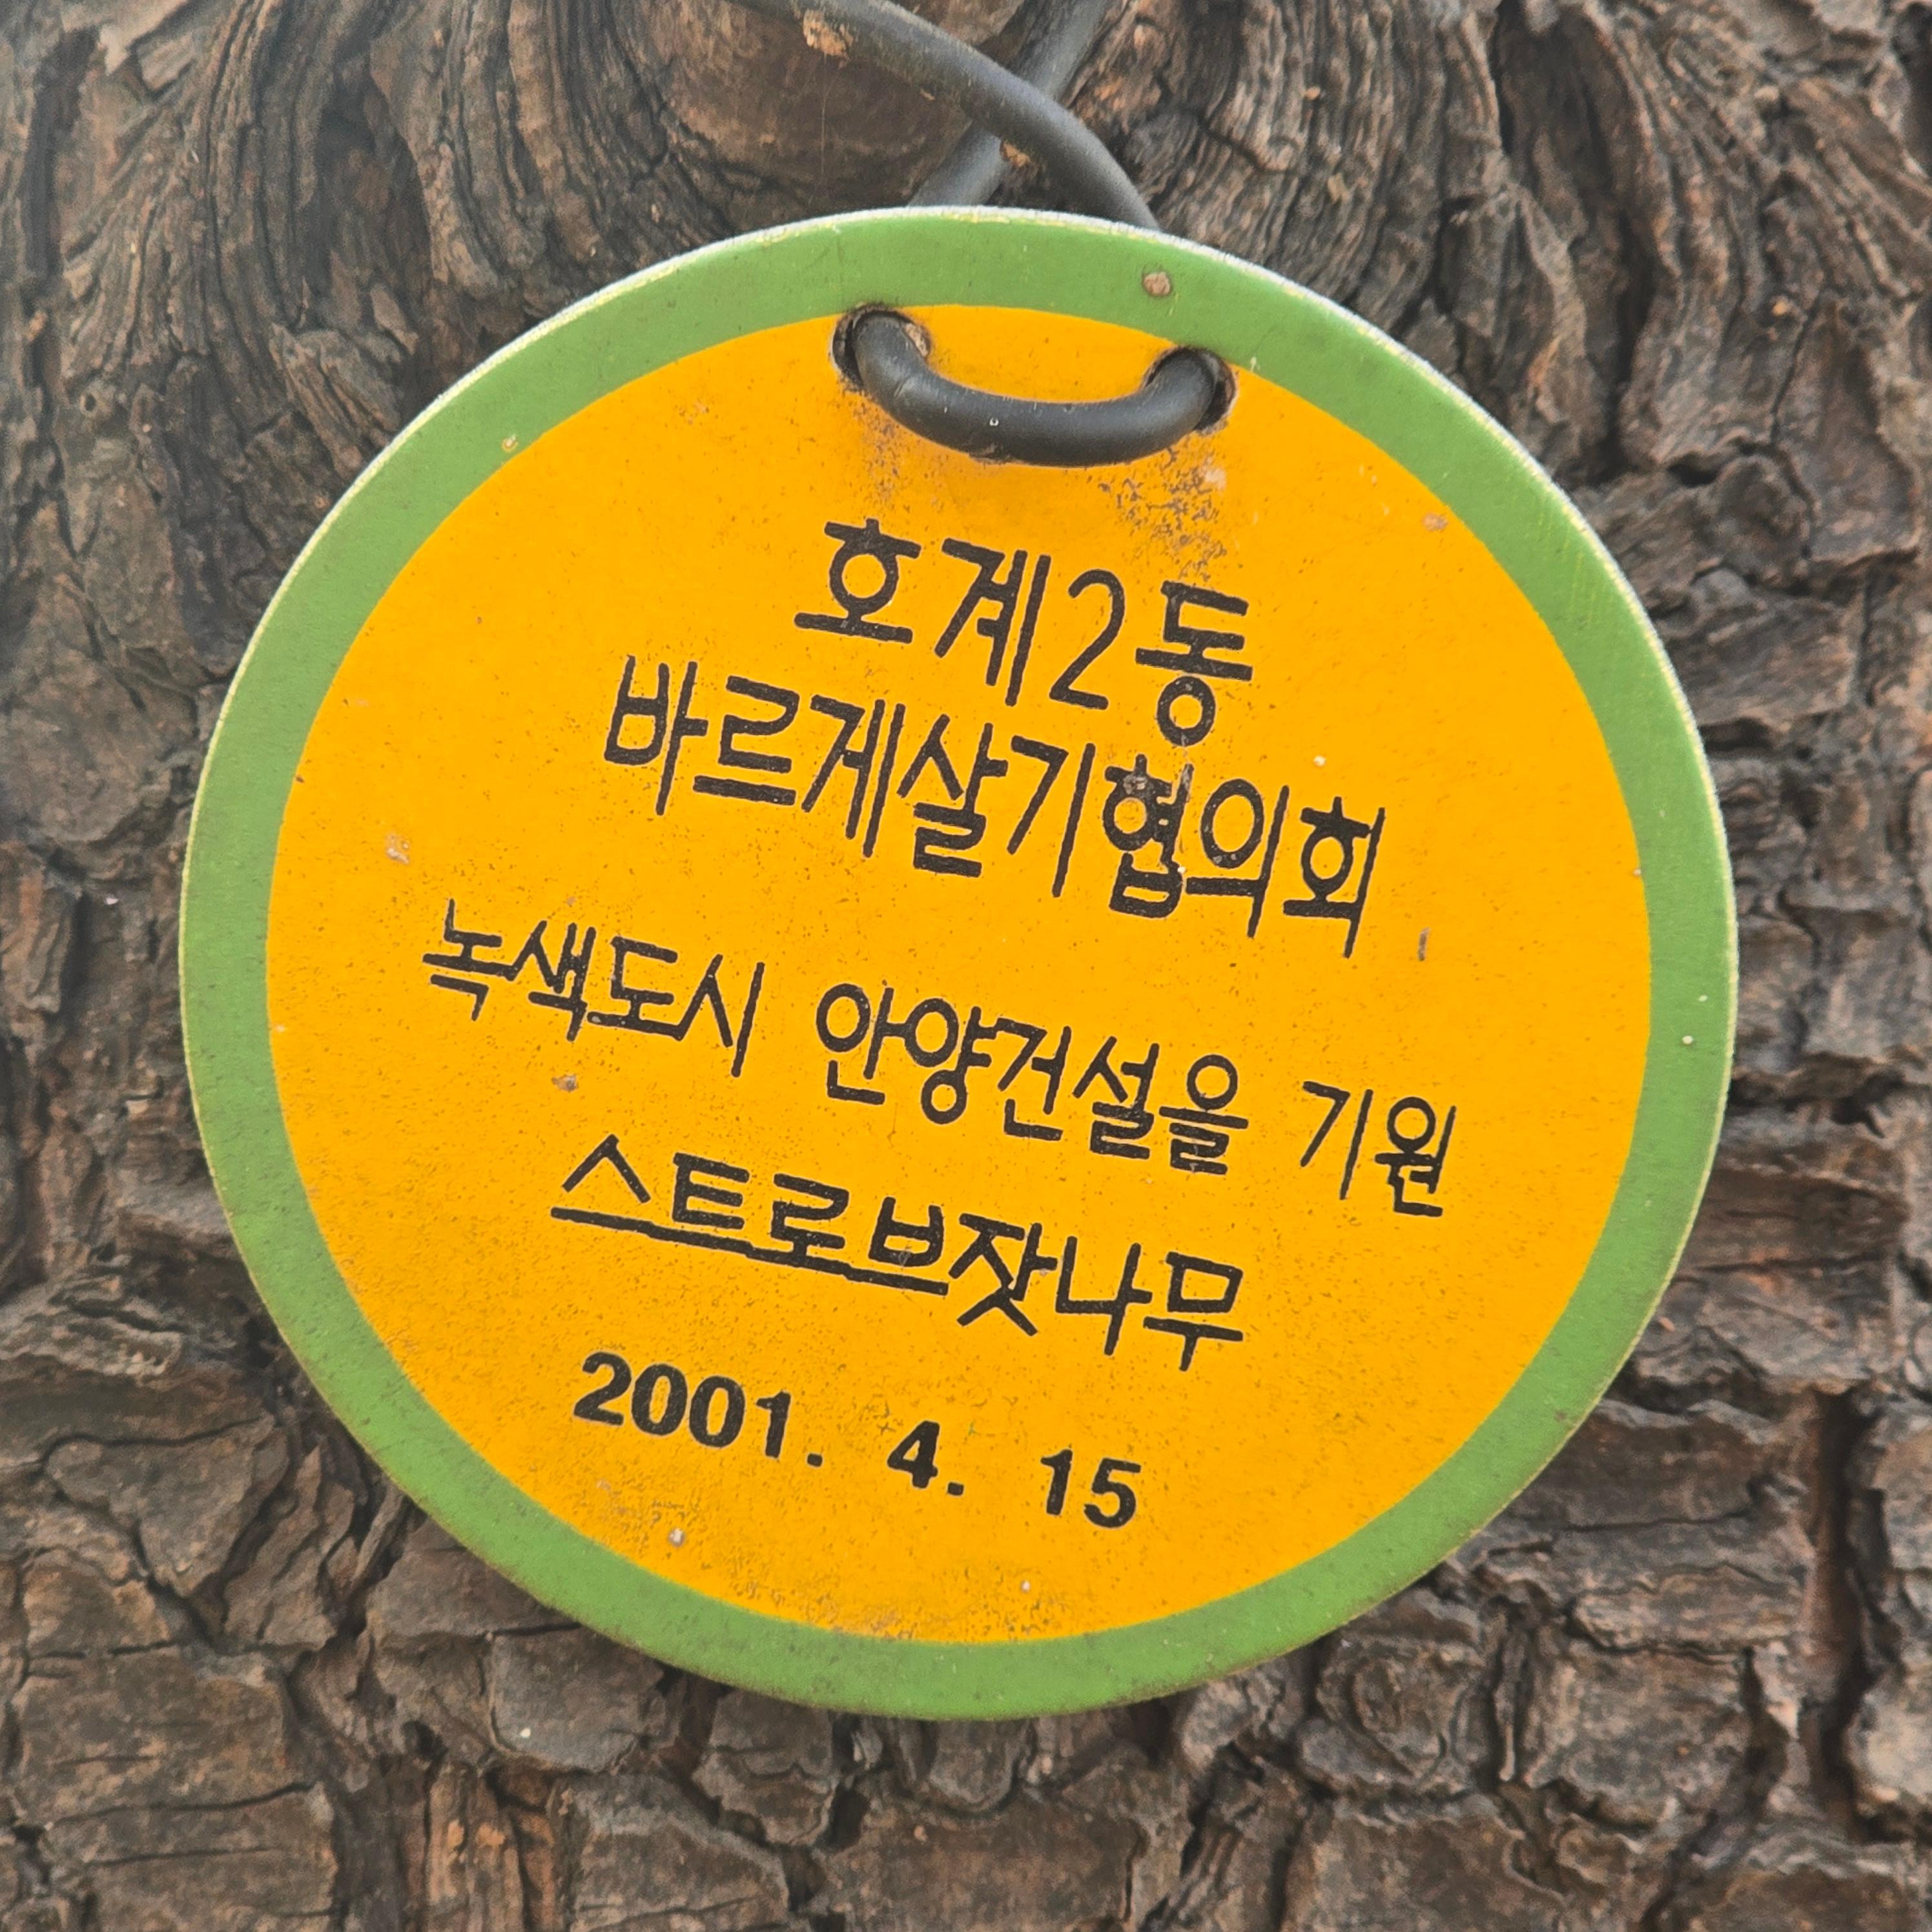 호계2동
바르게살기협의회
녹색도시 안양건설을 기원
스트로브잣나무
2001. 4. 15